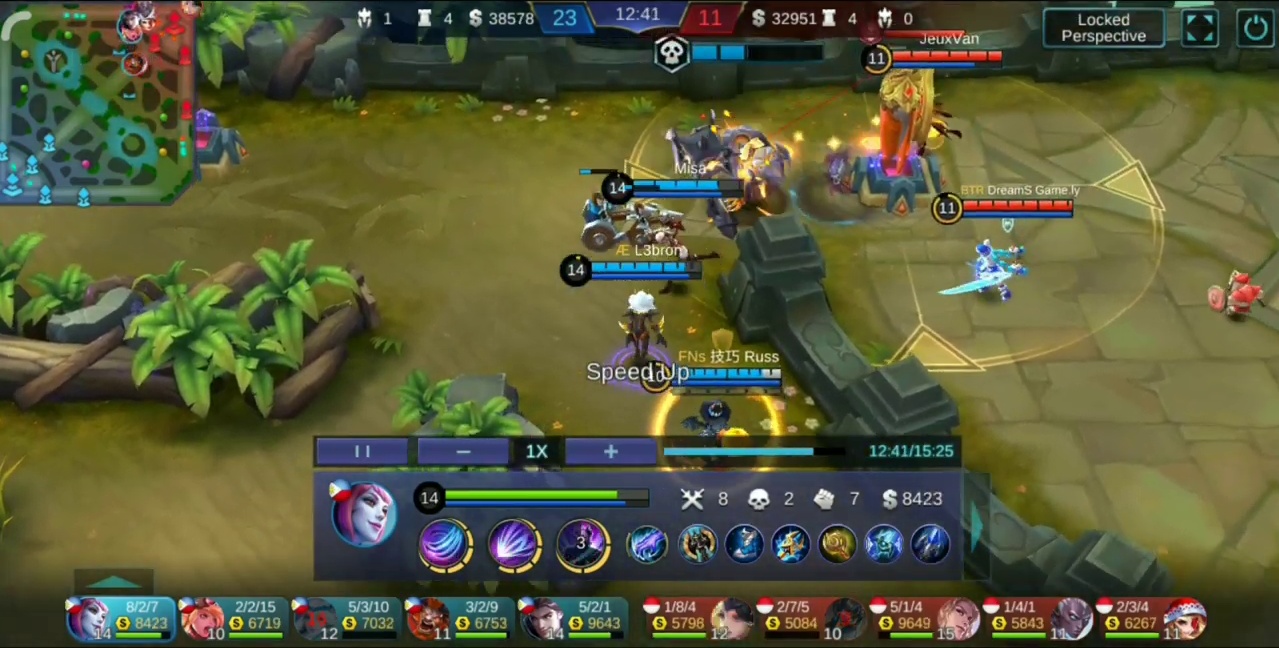 1 4 $ 38578 23 12:41 11 $ 32951 4 0
Locked
Perspective
JeuxVan
11
Misa
14
BTR DreamS Game.ly
11
Æ L3bron
14
FNs 技巧 Russ
Speed Up
10
II − 1X + 12:41/15:25
14 8 2 7 $ 8423
3
8/2/7 2/2/15 5/3/10 3/2/9 5/2/1 1/8/4 2/7/5 5/1/4 1/4/1 2/3/4
8423 6719 7032 6753 9643 5798 5084 9649 5843 6267
14 10 12 11 14 12 10 15 11 11